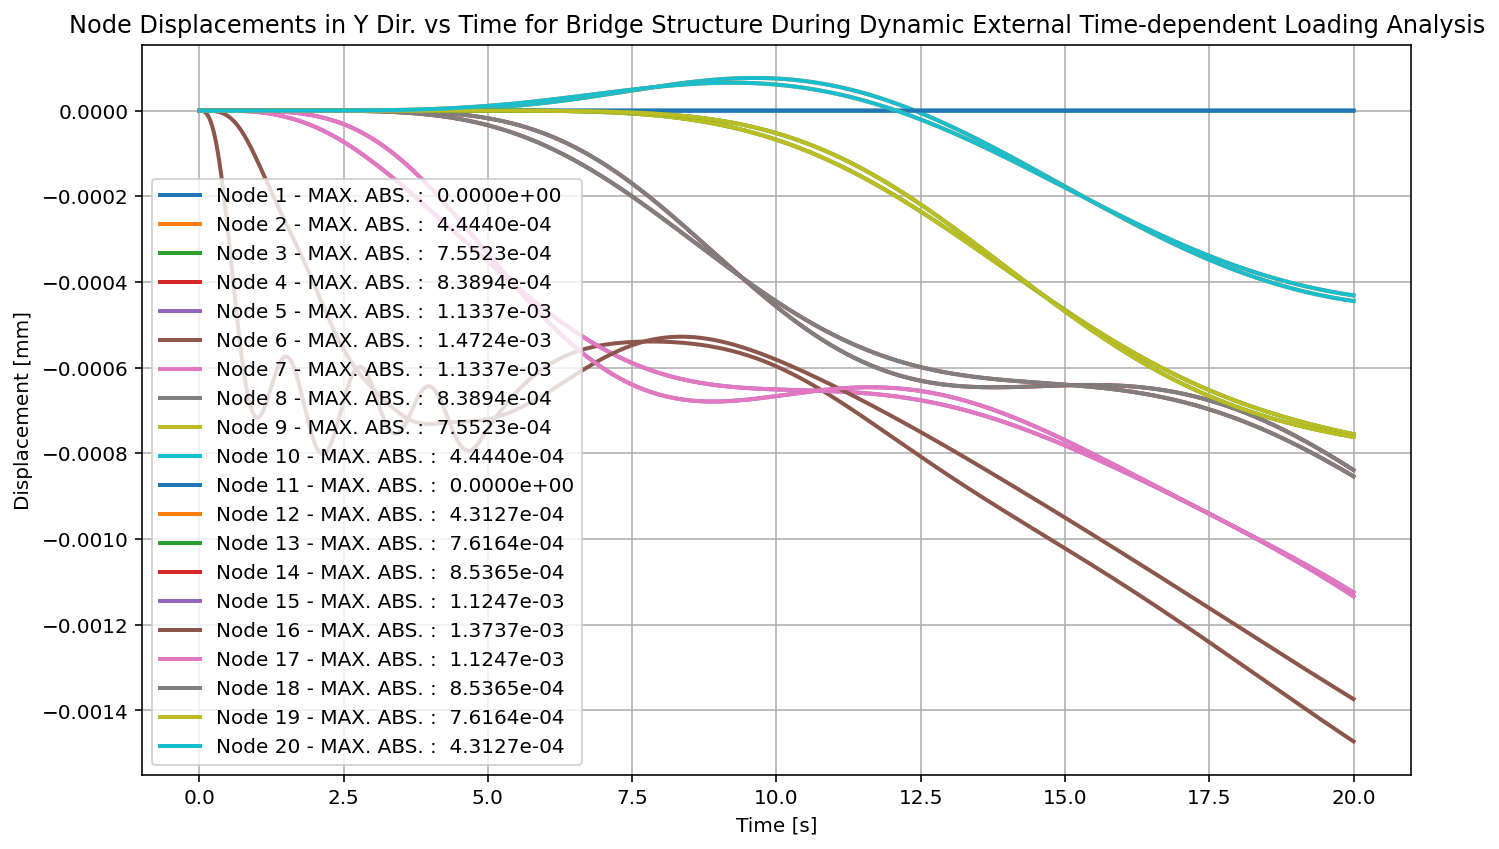 Node Displacements in Y Dir. vs Time for Bridge Structure During Dynamic External Time-dependent Loading Analysis
0.0000
−0.0002
−0.0004
−0.0006
−0.0008
−0.0010
−0.0012
−0.0014
Displacement [mm]
Node 1 - MAX. ABS. : 0.0000e+00
Node 2 - MAX. ABS. : 4.4440e-04
Node 3 - MAX. ABS. : 7.5523e-04
Node 4 - MAX. ABS. : 8.3894e-04
Node 5 - MAX. ABS. : 1.1337e-03
Node 6 - MAX. ABS. : 1.4724e-03
Node 7 - MAX. ABS. : 1.1337e-03
Node 8 - MAX. ABS. : 8.3894e-04
Node 9 - MAX. ABS. : 7.5523e-04
Node 10 - MAX. ABS. : 4.4440e-04
Node 11 - MAX. ABS. : 0.0000e+00
Node 12 - MAX. ABS. : 4.3127e-04
Node 13 - MAX. ABS. : 7.6164e-04
Node 14 - MAX. ABS. : 8.5365e-04
Node 15 - MAX. ABS. : 1.1247e-03
Node 16 - MAX. ABS. : 1.3737e-03
Node 17 - MAX. ABS. : 1.1247e-03
Node 18 - MAX. ABS. : 8.5365e-04
Node 19 - MAX. ABS. : 7.6164e-04
Node 20 - MAX. ABS. : 4.3127e-04
0.0 2.5 5.0 7.5 10.0 12.5 15.0 17.5 20.0
Time [s]